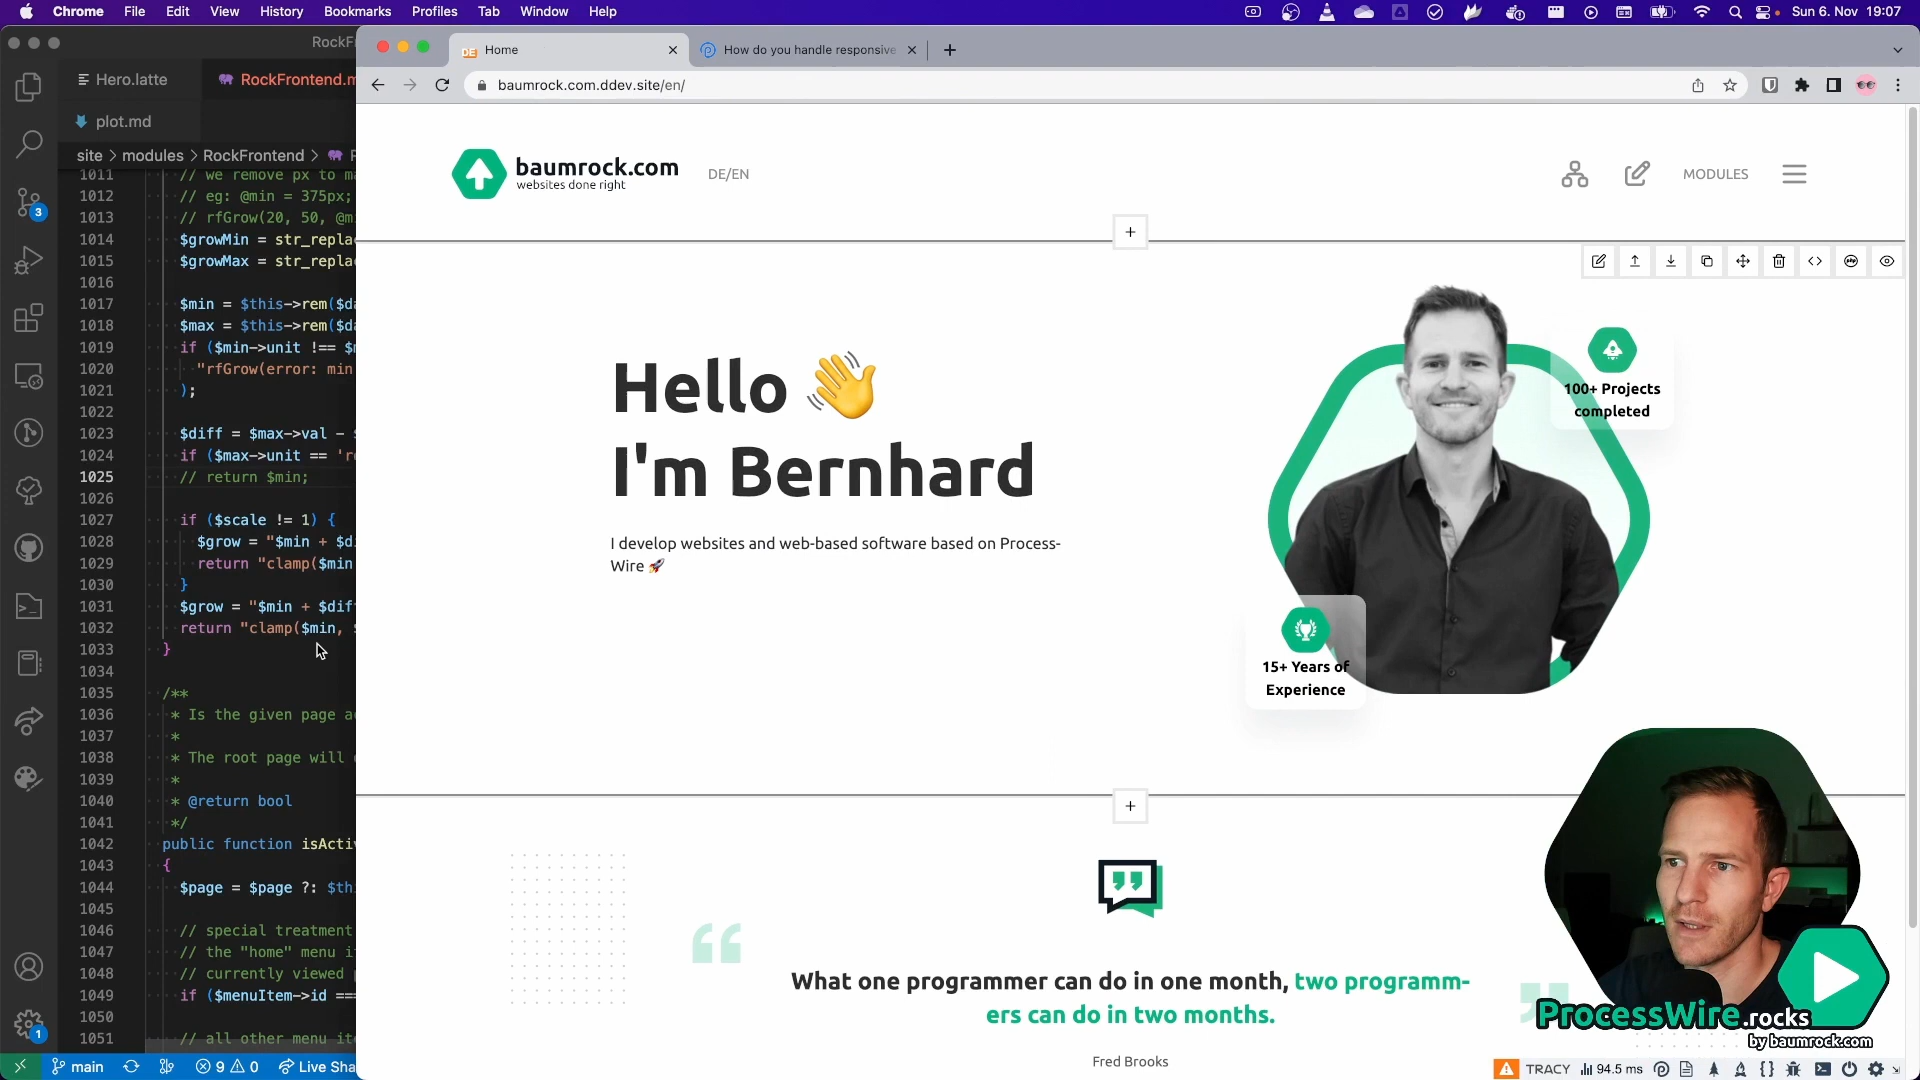 Chrome File Edit View History Bookmarks Profiles Tab Window Help
Sun 6. Nov 19:07
RockFr
Home
How do you handle responsive
Hero.latte
RockFrontend.m
baumrock.com.ddev.site/en/
plot.md
site > modules > RockFrontend >
1011 // we remove px to ma
1012 // eg: @min = 375px;
1013 // rfGrow(20, 50, @m
1014 $growMin = str_repla
1015 $growMax = str_repla
1016
1017 $min = $this->rem($da
1018 $max = $this->rem($da
1019 if ($min->unit !== $m
1020 "rfGrow(error: min
1021 );
1022
1023 $diff = $max->val - $
1024 if ($max->unit == 're
1025 // return $min;
1026
1027 if ($scale != 1) {
1028 $grow = "$min + $di
1029 return "clamp($min
1030 }
1031 $grow = "$min + $dif
1032 return "clamp($min,
1033 }
1034
1035 /**
1036 * Is the given page a
1037 *
1038 * The root page will
1039 *
1040 * @return bool
1041 */
1042 public function isActiv
1043 {
1044 $page = $page ?: $th
1045
1046 // special treatment
1047 // the "home" menu i
1048 // currently viewed p
1049 if ($menuItem->id ===
1050
1051 // all other menu ite
3
1
main
9 0
Live Sha
baumrock.com
websites done right
DE/EN
MODULES
+
Hello 👋
I'm Bernhard
I develop websites and web-based software based on Process-
Wire 🚀
100+ Projects
completed
15+ Years of
Experience
+
What one programmer can do in one month, two programm-
ers can do in two months.
Fred Brooks
ProcessWire.rocks
by baumrock.com
TRACY 94.5 ms